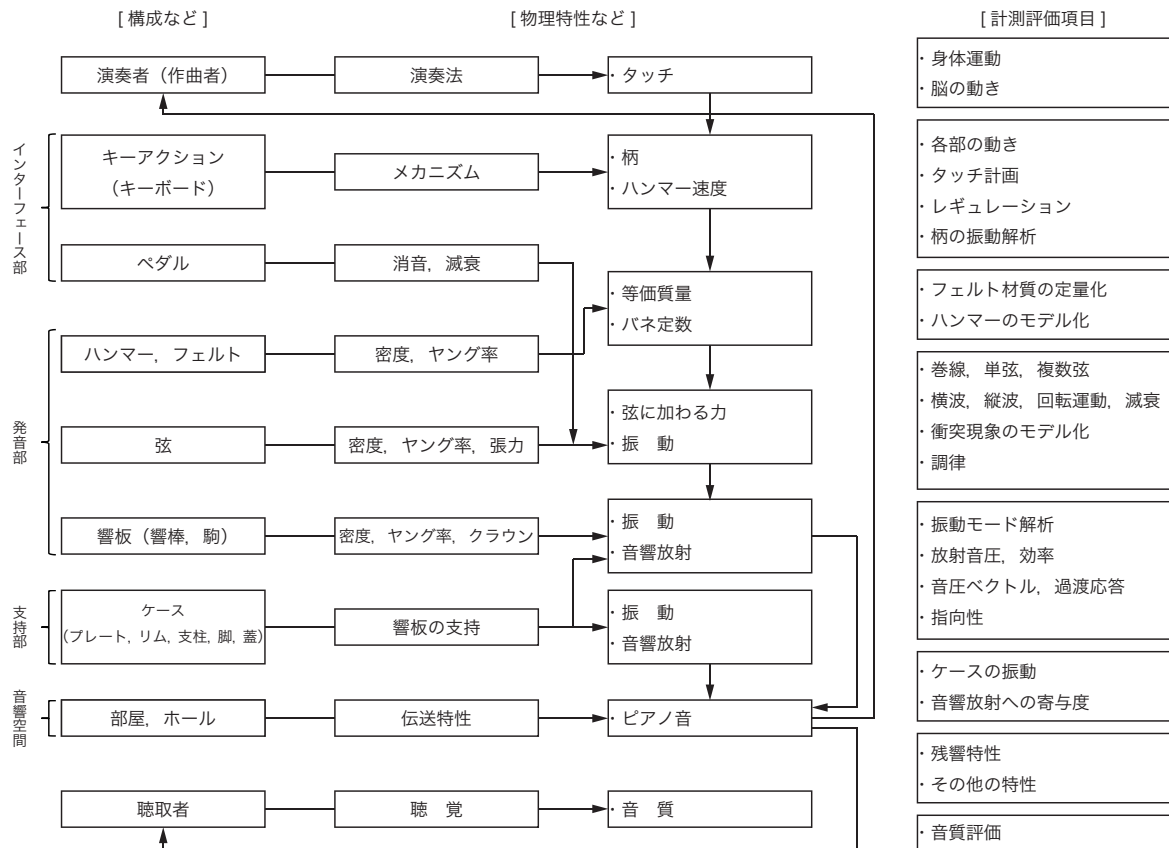 [ 構成など ]
[ 物理特性など ]
[ 計測評価項目 ]
演奏者（作曲者）
演奏法
・タッチ
・身体運動
・脳の動き
インターフェース部
キーアクション
（キーボード）
メカニズム
・柄
・ハンマー速度
・各部の動き
・タッチ計画
・レギュレーション
・柄の振動解析
ペダル
消音，減衰
・等価質量
・バネ定数
・フェルト材質の定量化
・ハンマーのモデル化
発音部
ハンマー，フェルト
密度，ヤング率
弦
密度，ヤング率，張力
・弦に加わる力
・振　動
・巻線，単弦，複数弦
・横波，縦波，回転運動，減衰
・衝突現象のモデル化
・調律
響板（響棒，駒）
密度，ヤング率，クラウン
・振　動
・音響放射
・振動モード解析
・放射音圧，効率
・音圧ベクトル，過渡応答
・指向性
支持部
ケース
（プレート，リム，支柱，脚，蓋）
響板の支持
・振　動
・音響放射
・ケースの振動
・音響放射への寄与度
音響空間
部屋，ホール
伝送特性
・ピアノ音
・残響特性
・その他の特性
聴取者
聴　覚
・音　質
・音質評価